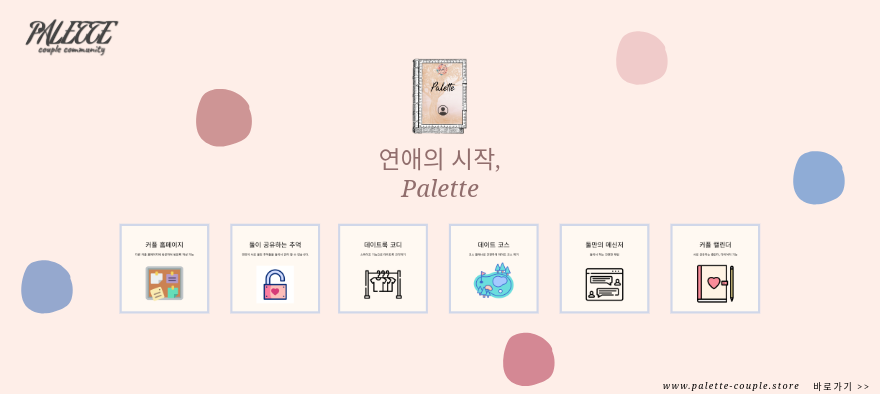 PALETTE
couple community
Palette
연애의 시작,
Palette
커플 홈페이지
둘이 공유하는 추억
데이트룩 코디
데이트 코스
둘만의 메신저
커플 캘린더
www.palette-couple.store 바로가기 >>